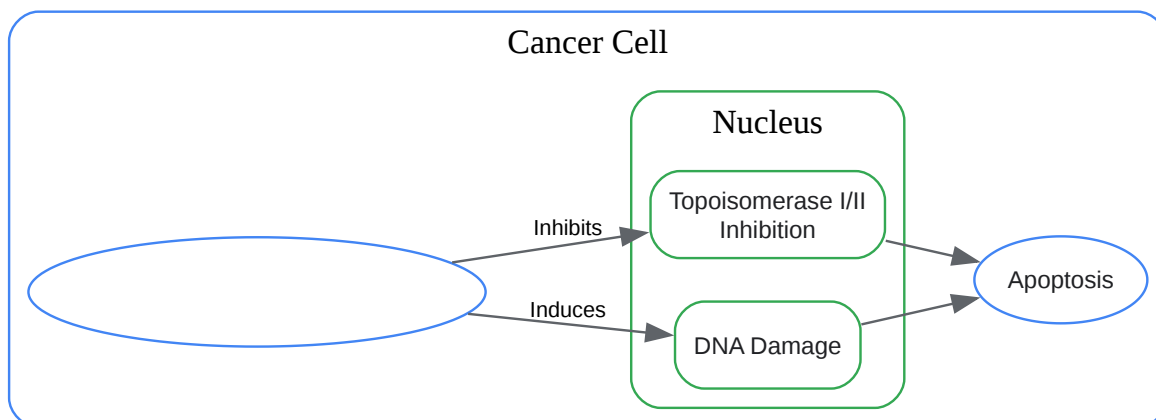 Cancer Cell
Nucleus
Topoisomerase I/II
Inhibition
Inhibits
Apoptosis
Induces
DNA Damage